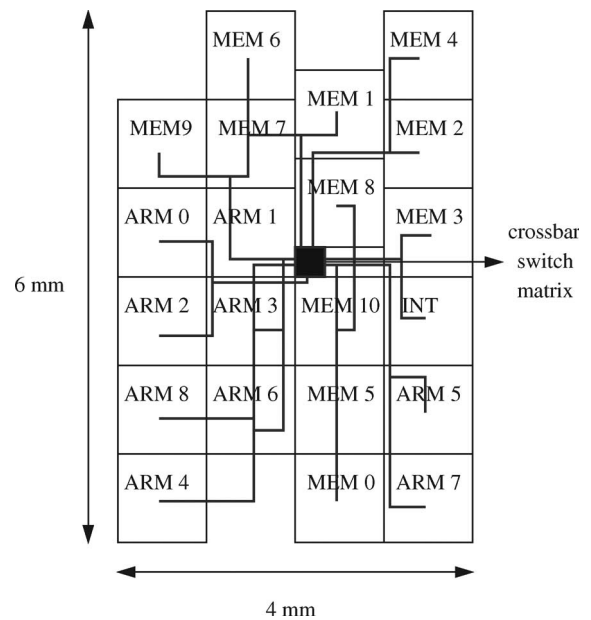 MEM 6
MEM 4
MEM 1
MEM9
MEM 7
MEM 2
MEM 8
ARM 0
ARM 1
MEM 3
crossbar
switch
matrix
6 mm
ARM 2
ARM 3
MEM 10
INT
ARM 8
ARM 6
MEM 5
ARM 5
ARM 4
MEM 0
ARM 7
4 mm